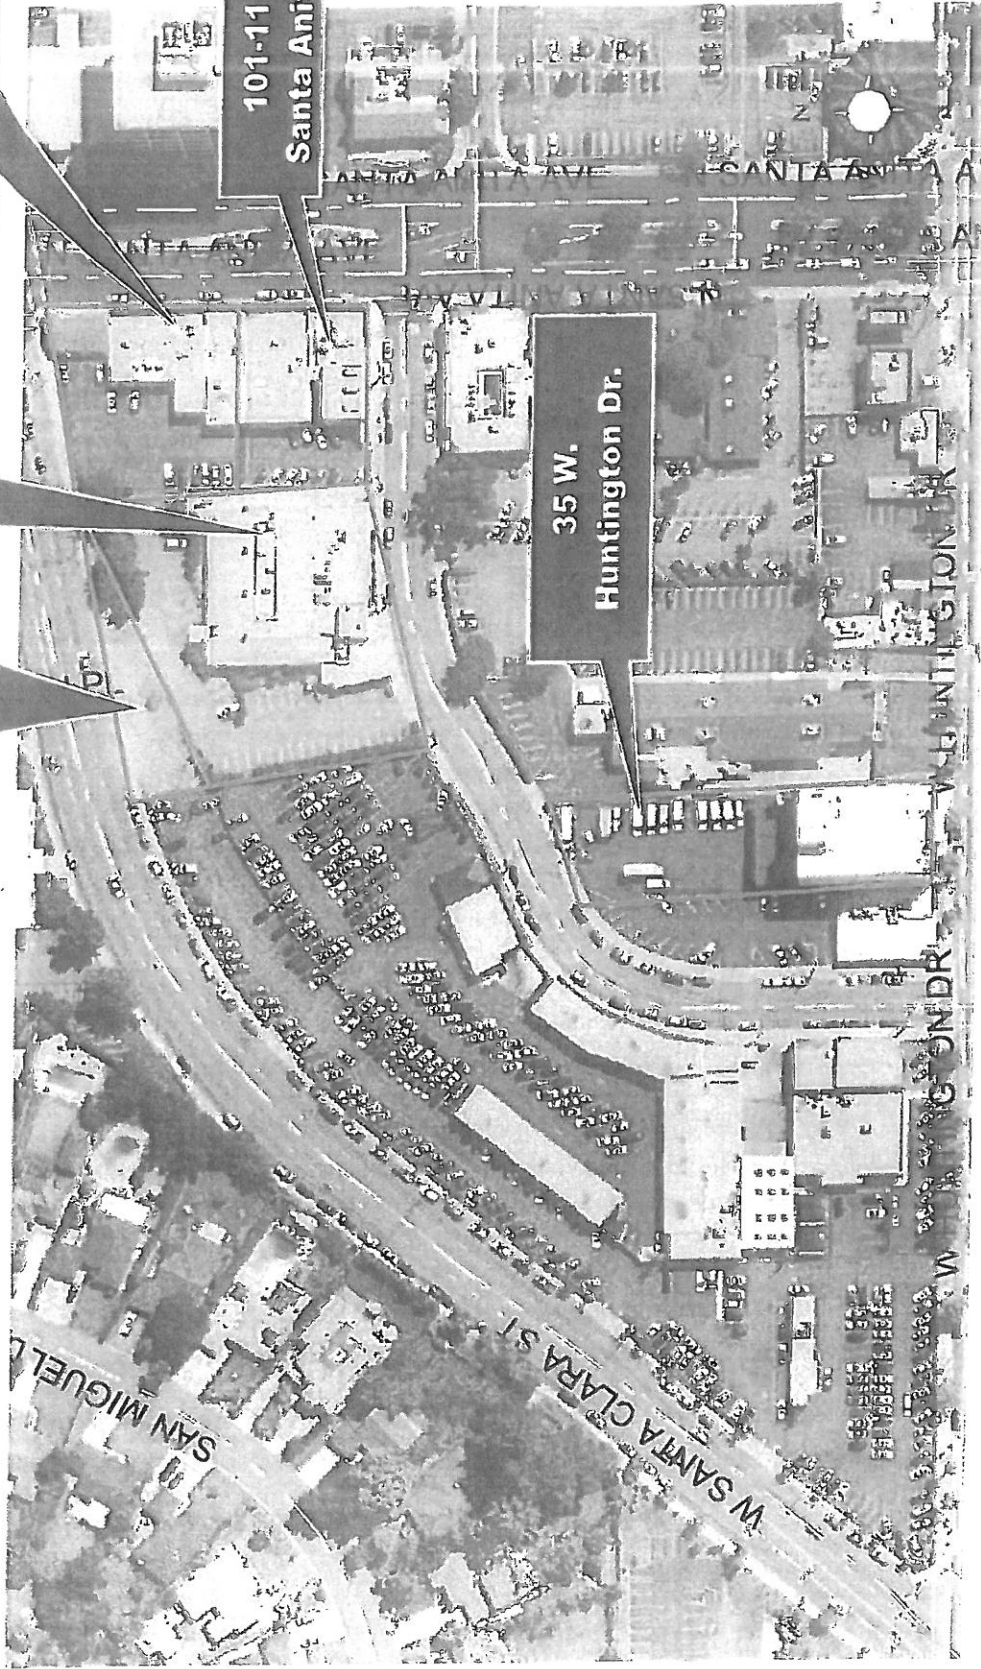 101-11
Santa Ani
SANTA ANITA AVE
N SANTA ANITA A
35 W.
Huntington Dr.
W HUNTINGTON DR
W HUNTINGTON DR
W SANTA CLARA ST
SAN MIGUEL D
N